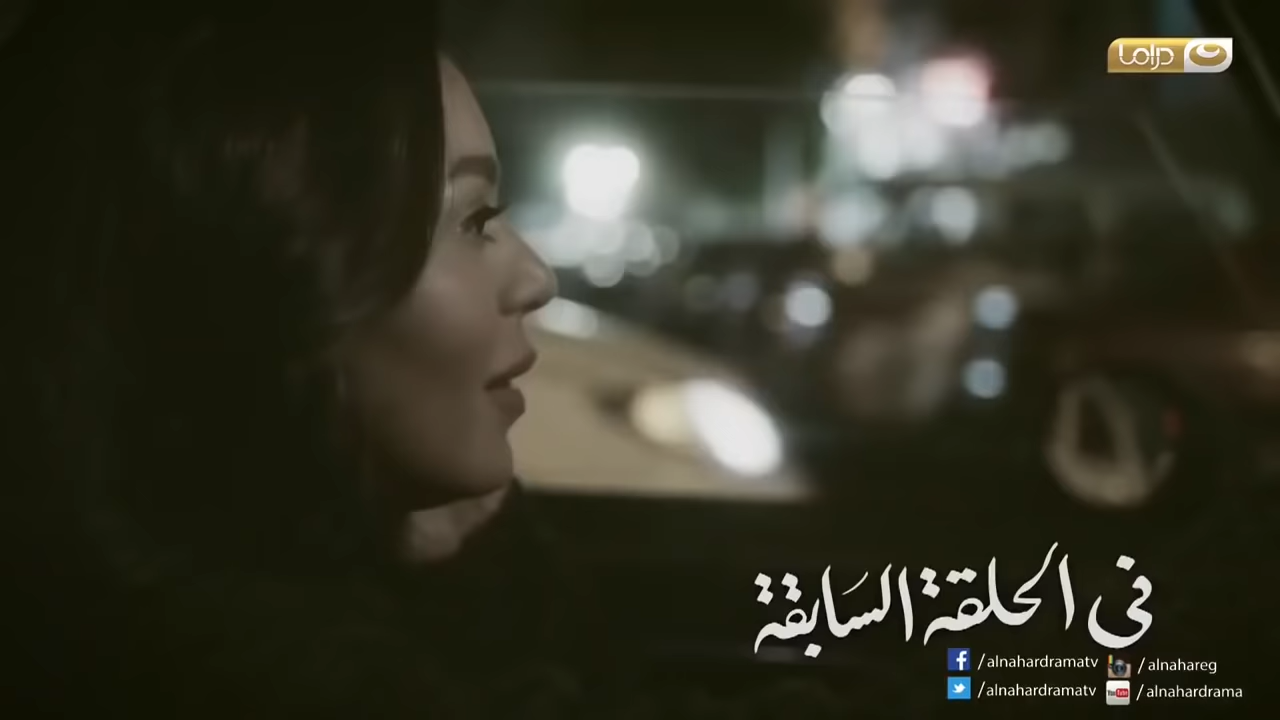 دراما
في الحلقة السابقة
/alnahardramatv /alnahareg
/alnahardramatv /alnahardrama